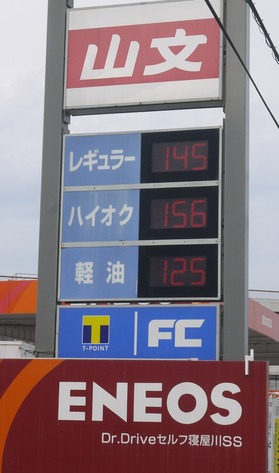 山文
レギュラー 145
ハイオク 156
軽油 125
T FC
T-POINT
ENEOS
Dr.Driveセルフ寝屋川SS